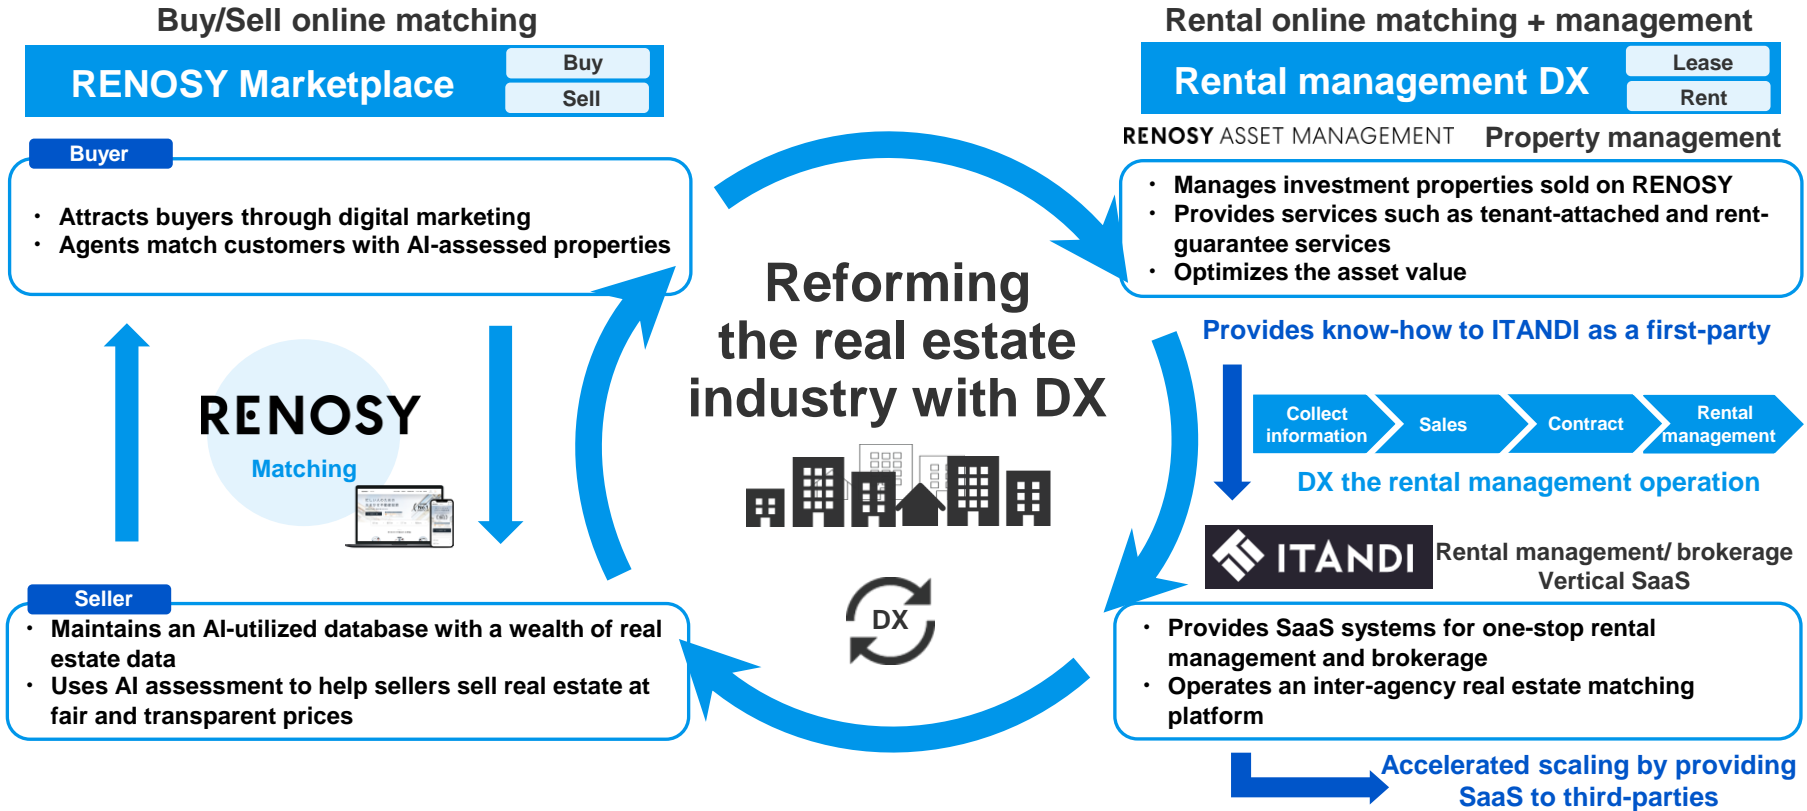 Buy/Sell online matching
RENOSY Marketplace
Buy
Sell
Buyer
・ Attracts buyers through digital marketing
・ Agents match customers with AI-assessed properties
RENOSY
Matching
Seller
・ Maintains an AI-utilized database with a wealth of real
estate data
・ Uses AI assessment to help sellers sell real estate at
fair and transparent prices
Reforming
the real estate
industry with DX
DX
Rental online matching + management
Rental management DX
Lease
Rent
RENOSY ASSET MANAGEMENT Property management
・ Manages investment properties sold on RENOSY
・ Provides services such as tenant-attached and rent-
guarantee services
・ Optimizes the asset value
Provides know-how to ITANDI as a first-party
Collect
information
Sales
Contract
Rental
management
DX the rental management operation
ITANDI
Rental management/ brokerage
Vertical SaaS
・ Provides SaaS systems for one-stop rental
management and brokerage
・ Operates an inter-agency real estate matching
platform
Accelerated scaling by providing
SaaS to third-parties